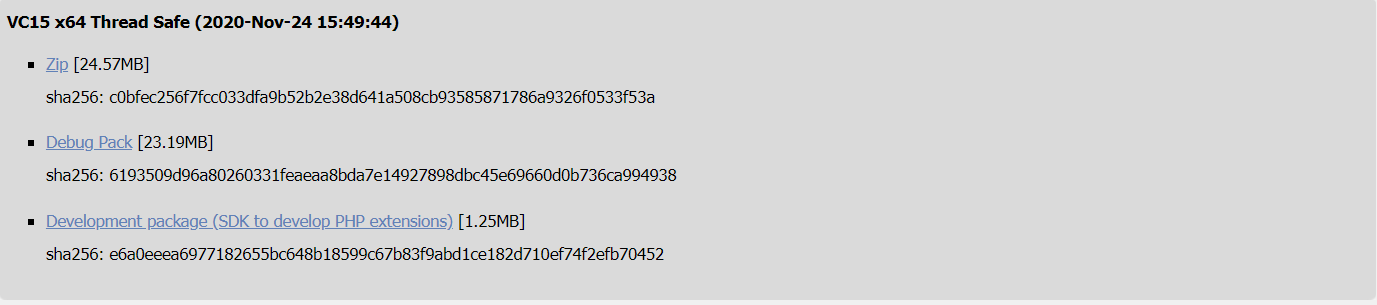 VC15 x64 Thread Safe (2020-Nov-24 15:49:44)
Zip [24.57MB]
sha256: c0bfec256f7fcc033dfa9b52b2e38d641a508cb93585871786a9326f0533f53a
Debug Pack [23.19MB]
sha256: 6193509d96a80260331feaeaa8bda7e14927898dbc45e69660d0b736ca994938
Development package (SDK to develop PHP extensions) [1.25MB]
sha256: e6a0eeea6977182655bc648b18599c67b83f9abd1ce182d710ef74f2efb70452